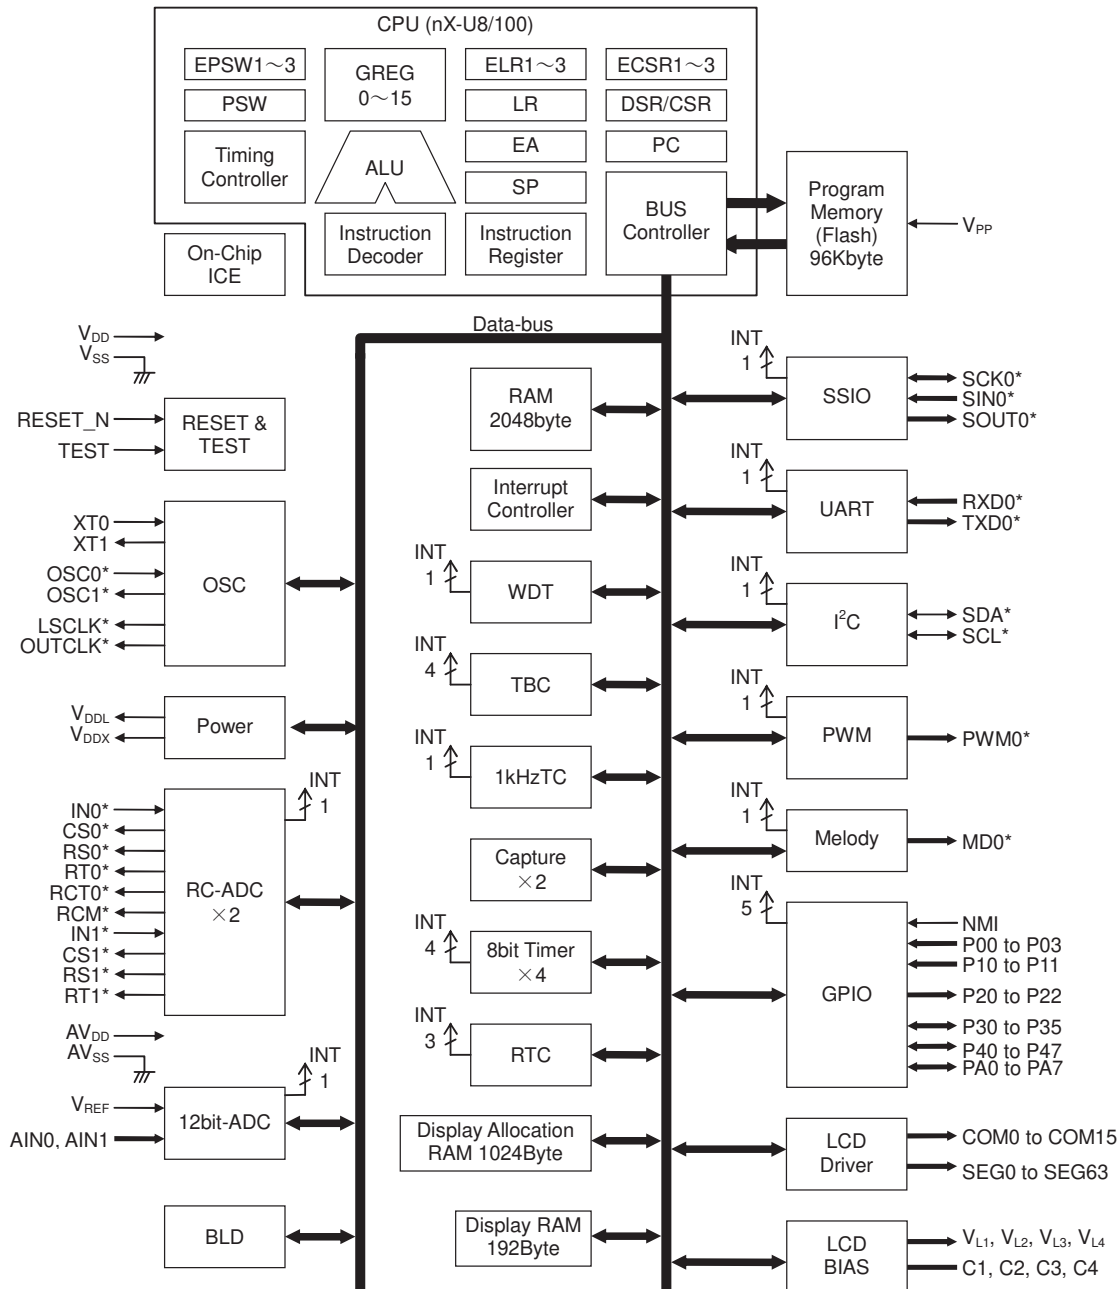 CPU (nX-U8/100)
EPSW1～3
GREG
0～15
ELR1～3
ECSR1～3
PSW
LR
DSR/CSR
Timing
Controller
ALU
EA
PC
SP
BUS
Controller
Instruction
Decoder
Instruction
Register
On-Chip
ICE
Program
Memory
(Flash)
96Kbyte
VPP
Data-bus
VDD
VSS
RESET_N
TEST
RESET &
TEST
XT0
XT1
OSC0*
OSC1*
LSCLK*
OUTCLK*
OSC
VDDL
VDDX
Power
IN0*
CS0*
RS0*
RT0*
RCT0*
RCM*
IN1*
CS1*
RS1*
RT1*
RC-ADC
×2
INT
1
AVDD
AVSS
VREF
AIN0, AIN1
12bit-ADC
INT
1
BLD
RAM
2048byte
Interrupt
Controller
INT
1
WDT
INT
4
TBC
INT
1
1kHzTC
Capture
×2
INT
4
8bit Timer
×4
INT
3
RTC
Display Allocation
RAM 1024Byte
Display RAM
192Byte
INT
1
SSIO
SCK0*
SIN0*
SOUT0*
INT
1
UART
RXD0*
TXD0*
INT
1
I²C
SDA*
SCL*
INT
1
PWM
PWM0*
INT
1
Melody
MD0*
INT
5
GPIO
NMI
P00 to P03
P10 to P11
P20 to P22
P30 to P35
P40 to P47
PA0 to PA7
LCD
Driver
COM0 to COM15
SEG0 to SEG63
LCD
BIAS
VL1, VL2, VL3, VL4
C1, C2, C3, C4